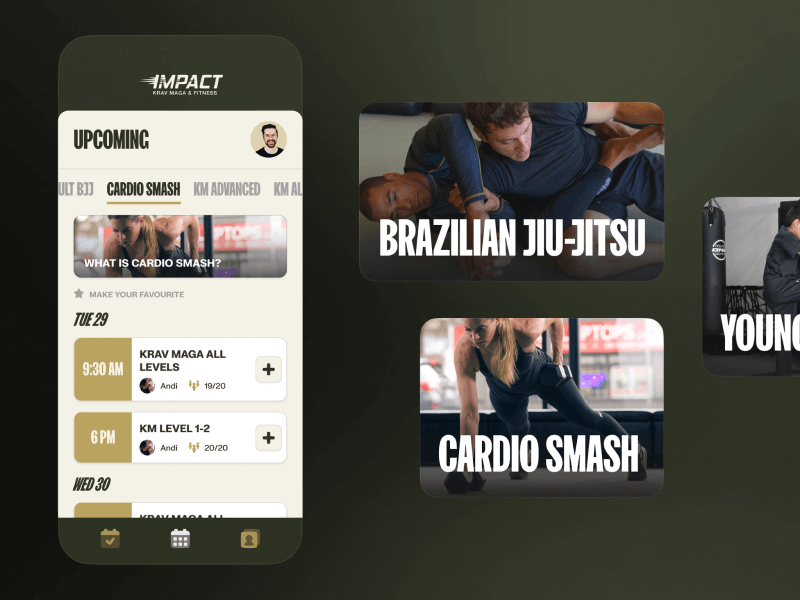 IMPACT
KRAV MAGA & FITNESS
UPCOMING
ULT BJJ CARDIO SMASH KM ADVANCED KM AL
PTOPS
WHAT IS CARDIO SMASH?
MAKE YOUR FAVOURITE
TUE 29
9:30 AM
KRAV MAGA ALL
LEVELS
Andi 19/20
6 PM
KM LEVEL 1-2
Andi 20/20
WED 30
KRAV MAGA ALL
BRAZILIAN JIU-JITSU
PTOPS
CARDIO SMASH
YOUNG